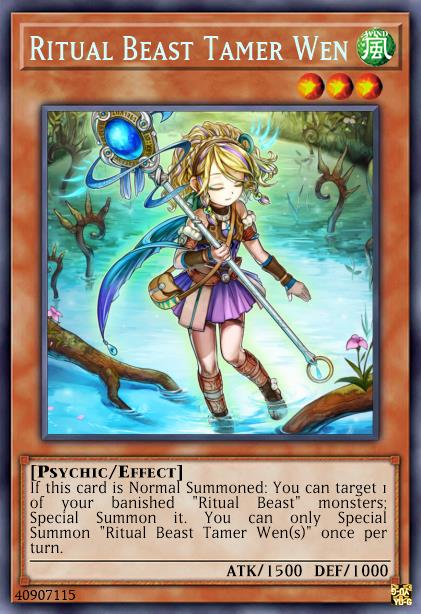 RITUAL BEAST TAMER WEN
WIND
風
[PSYCHIC/EFFECT]
If this card is Normal Summoned: You can target 1
of your banished "Ritual Beast" monsters;
Special Summon it. You can only Special
Summon "Ritual Beast Tamer Wen(s)" once per
turn.
ATK/1500 DEF/1000
40907115